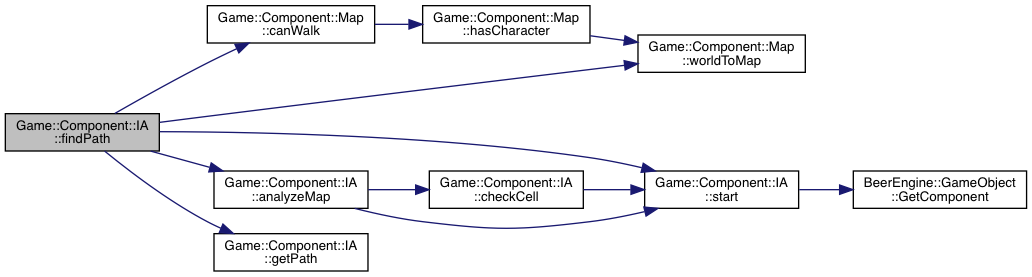 Game::Component::Map
::canWalk
Game::Component::Map
::hasCharacter
Game::Component::Map
::worldToMap
Game::Component::IA
::findPath
Game::Component::IA
::analyzeMap
Game::Component::IA
::checkCell
Game::Component::IA
::start
BeerEngine::GameObject
::GetComponent
Game::Component::IA
::getPath